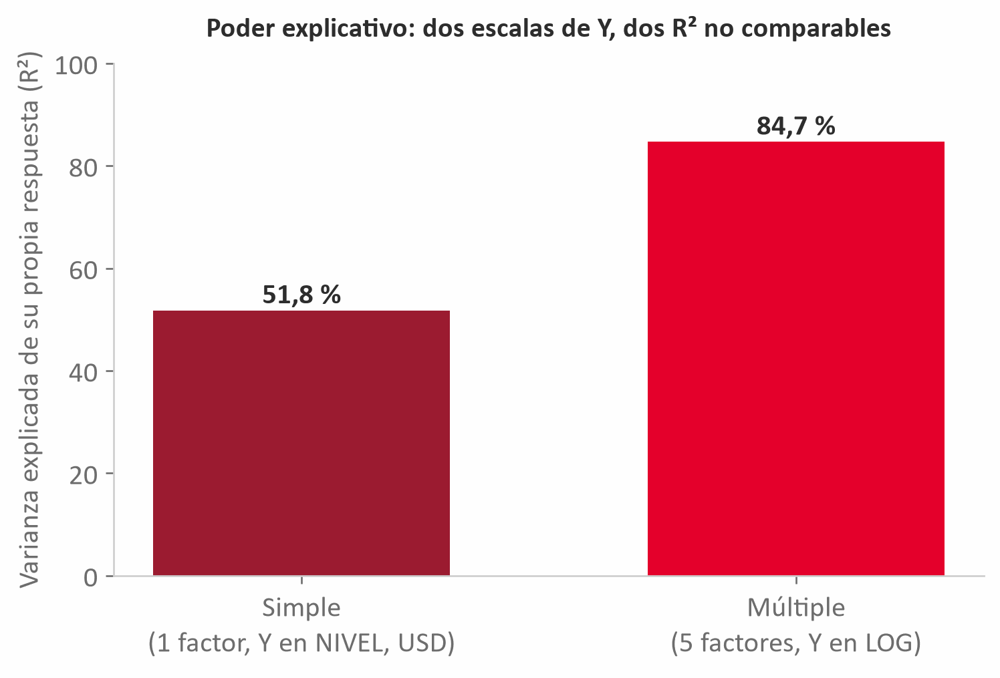 Poder explicativo: dos escalas de Y, dos R² no comparables
Varianza explicada de su propia respuesta (R²)
100
80
60
40
20
0
51,8 %
84,7 %
Simple
(1 factor, Y en NIVEL, USD)
Múltiple
(5 factores, Y en LOG)